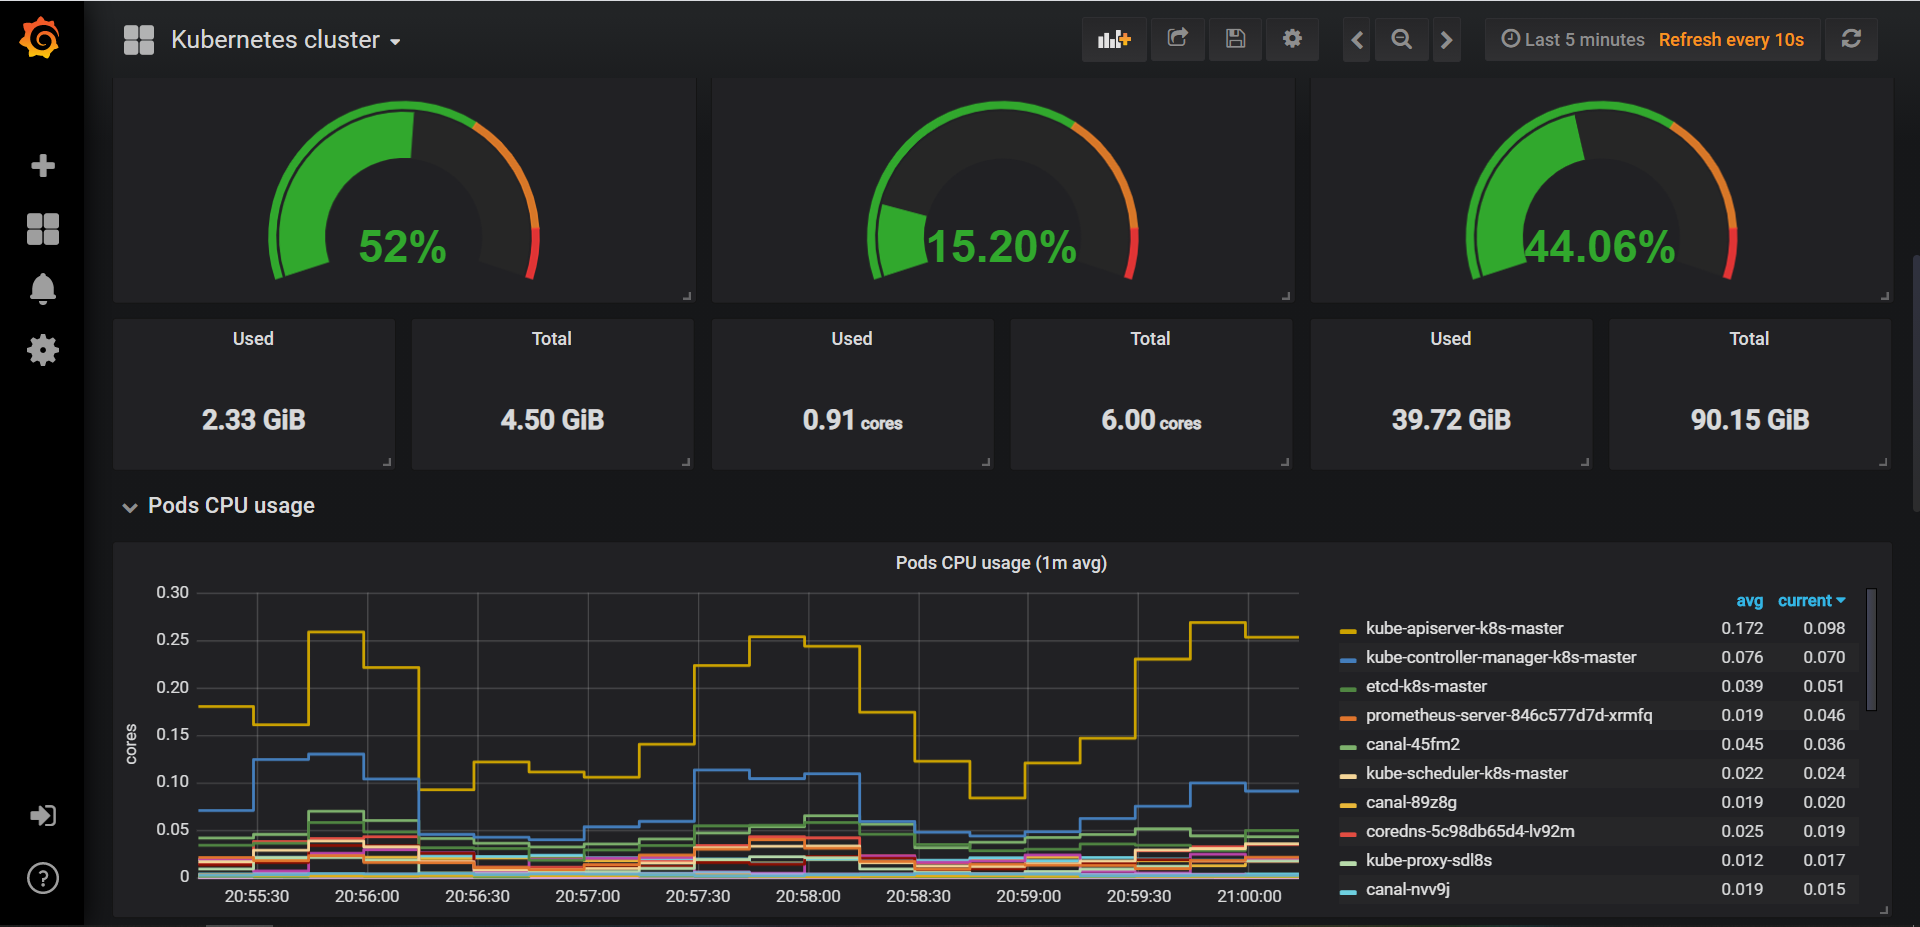 Kubernetes cluster
Last 5 minutes Refresh every 10s
52%
15.20%
44.06%
Used
Total
Used
Total
Used
Total
2.33 GiB
4.50 GiB
0.91 cores
6.00 cores
39.72 GiB
90.15 GiB
Pods CPU usage
Pods CPU usage (1m avg)
cores
0.30
0.25
0.20
0.15
0.10
0.05
0
20:55:30 20:56:00 20:56:30 20:57:00 20:57:30 20:58:00 20:58:30 20:59:00 20:59:30 21:00:00
avg current
kube-apiserver-k8s-master 0.172 0.098
kube-controller-manager-k8s-master 0.076 0.070
etcd-k8s-master 0.039 0.051
prometheus-server-846c577d7d-xrmfq 0.019 0.046
canal-45fm2 0.045 0.036
kube-scheduler-k8s-master 0.022 0.024
canal-89z8g 0.019 0.020
coredns-5c98db65d4-lv92m 0.025 0.019
kube-proxy-sdl8s 0.012 0.017
canal-nvv9j 0.019 0.015
?